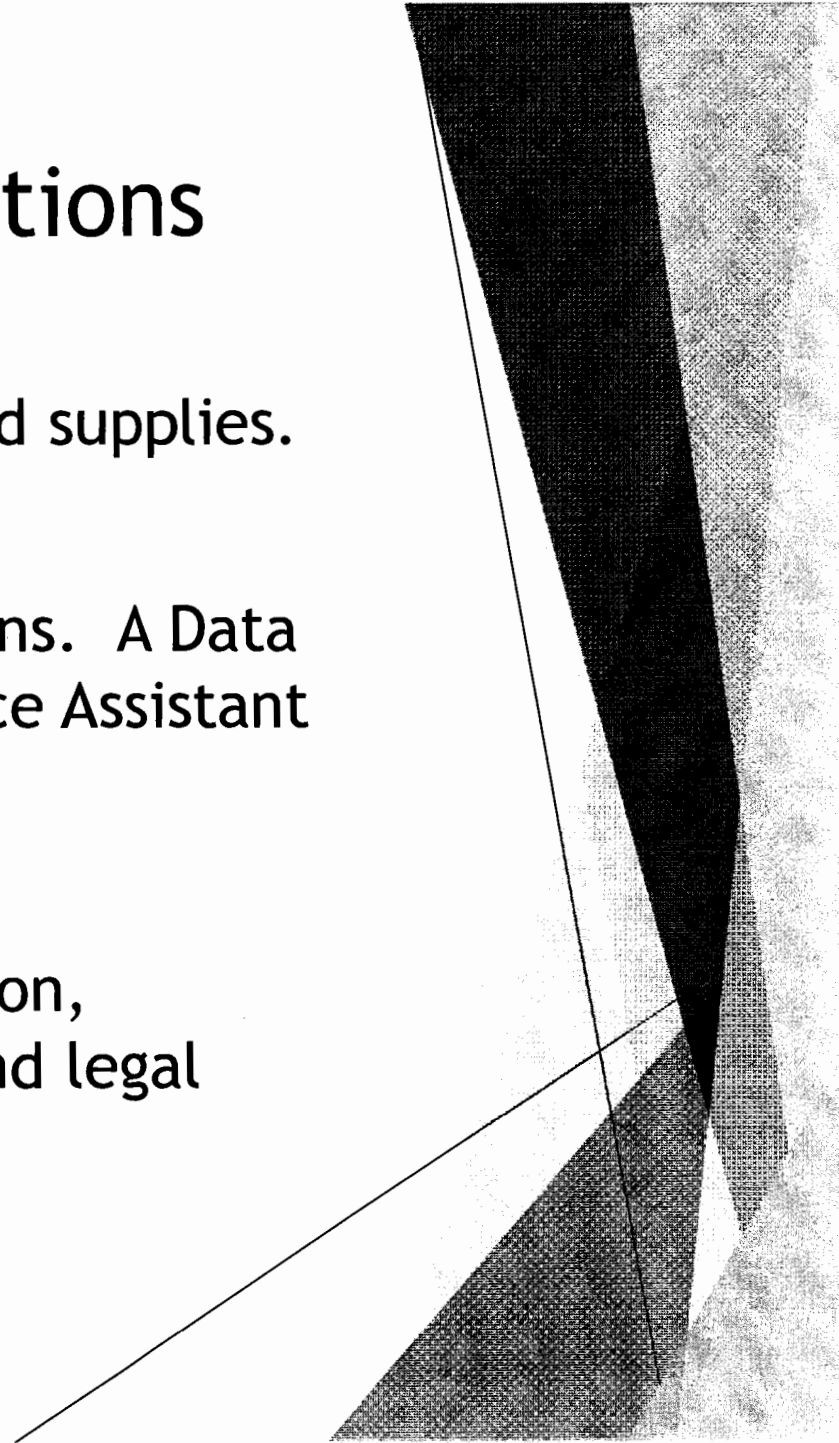 tions
d supplies.
ns. A Data
ce Assistant
on,
nd legal